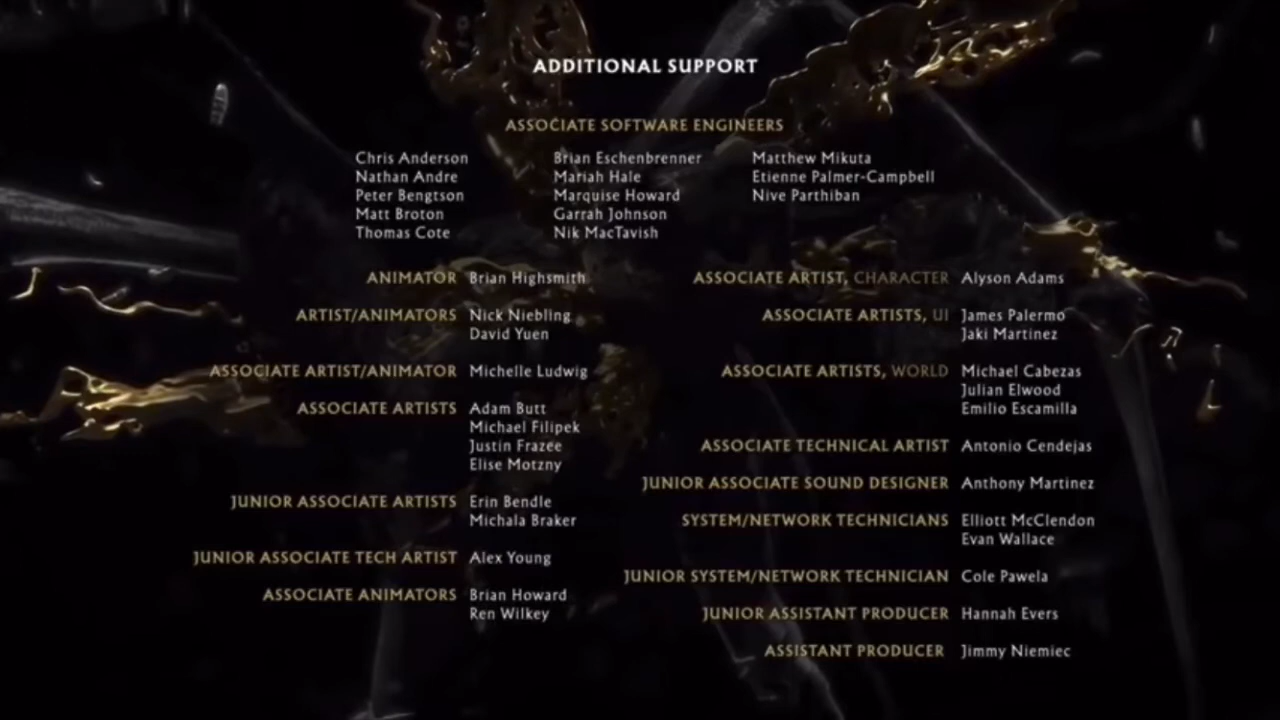 ADDITIONAL SUPPORT
ASSOCIATE SOFTWARE ENGINEERS
Chris Anderson
Nathan Andre
Peter Bengtson
Matt Broton
Thomas Cote
Brian Eschenbrenner
Mariah Hale
Marquise Howard
Garrah Johnson
Nik MacTavish
Matthew Mikuta
Etienne Palmer-Campbell
Nive Parthiban
ANIMATOR Brian Highsmith
ARTIST/ANIMATORS Nick Niebling
David Yuen
ASSOCIATE ARTIST/ANIMATOR Michelle Ludwig
ASSOCIATE ARTISTS Adam Butt
Michael Filipek
Justin Frazee
Elise Motzny
JUNIOR ASSOCIATE ARTISTS Erin Bendle
Michala Braker
JUNIOR ASSOCIATE TECH ARTIST Alex Young
ASSOCIATE ANIMATORS Brian Howard
Ren Wilkey
ASSOCIATE ARTIST, CHARACTER Alyson Adams
ASSOCIATE ARTISTS, UI James Palermo
Jaki Martinez
ASSOCIATE ARTISTS, WORLD Michael Cabezas
Julian Elwood
Emilio Escamilla
ASSOCIATE TECHNICAL ARTIST Antonio Cendejas
JUNIOR ASSOCIATE SOUND DESIGNER Anthony Martinez
SYSTEM/NETWORK TECHNICIANS Elliott McClendon
Evan Wallace
JUNIOR SYSTEM/NETWORK TECHNICIAN Cole Pawela
JUNIOR ASSISTANT PRODUCER Hannah Evers
ASSISTANT PRODUCER Jimmy Niemiec